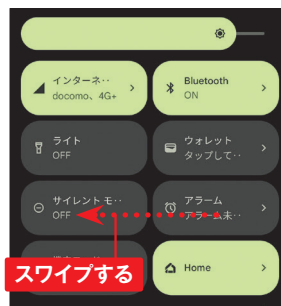 インターネ‥
docomo、4G+
Bluetooth
ON
ライト
OFF
ウォレット
タップして‥
サイレント モ‥
OFF
アラーム
アラーム未‥
スワイプする
Home